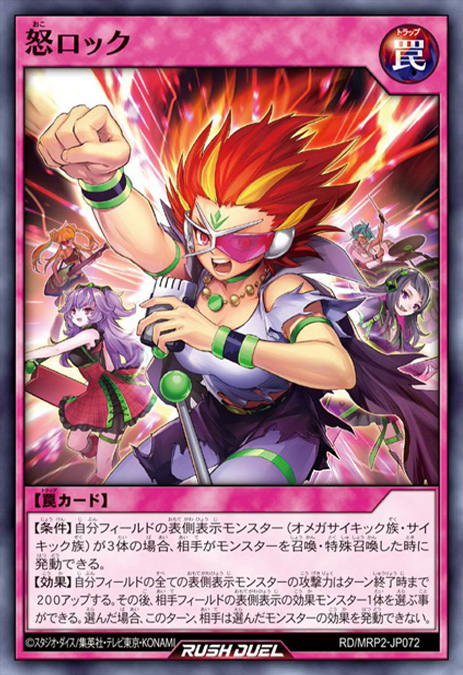 怒ロック
おこ
罠
トラップ
【罠カード】
トラップ
【条件】自分フィールドの表側表示モンスター（オメガサイキック族・サイ
キック族）が３体の場合、相手がモンスターを召喚・特殊召喚した時に
発動できる。
【効果】自分フィールドの全ての表側表示モンスターの攻撃力はターン終了時まで
200アップする。その後、相手フィールドの表側表示の効果モンスター1体を選ぶ事
ができる。選んだ場合、このターン、相手は選んだモンスターの効果を発動できない。
©スタジオ・ダイス/集英社・テレビ東京・KONAMI
RUSH DUEL
RD/MRP2-JP072